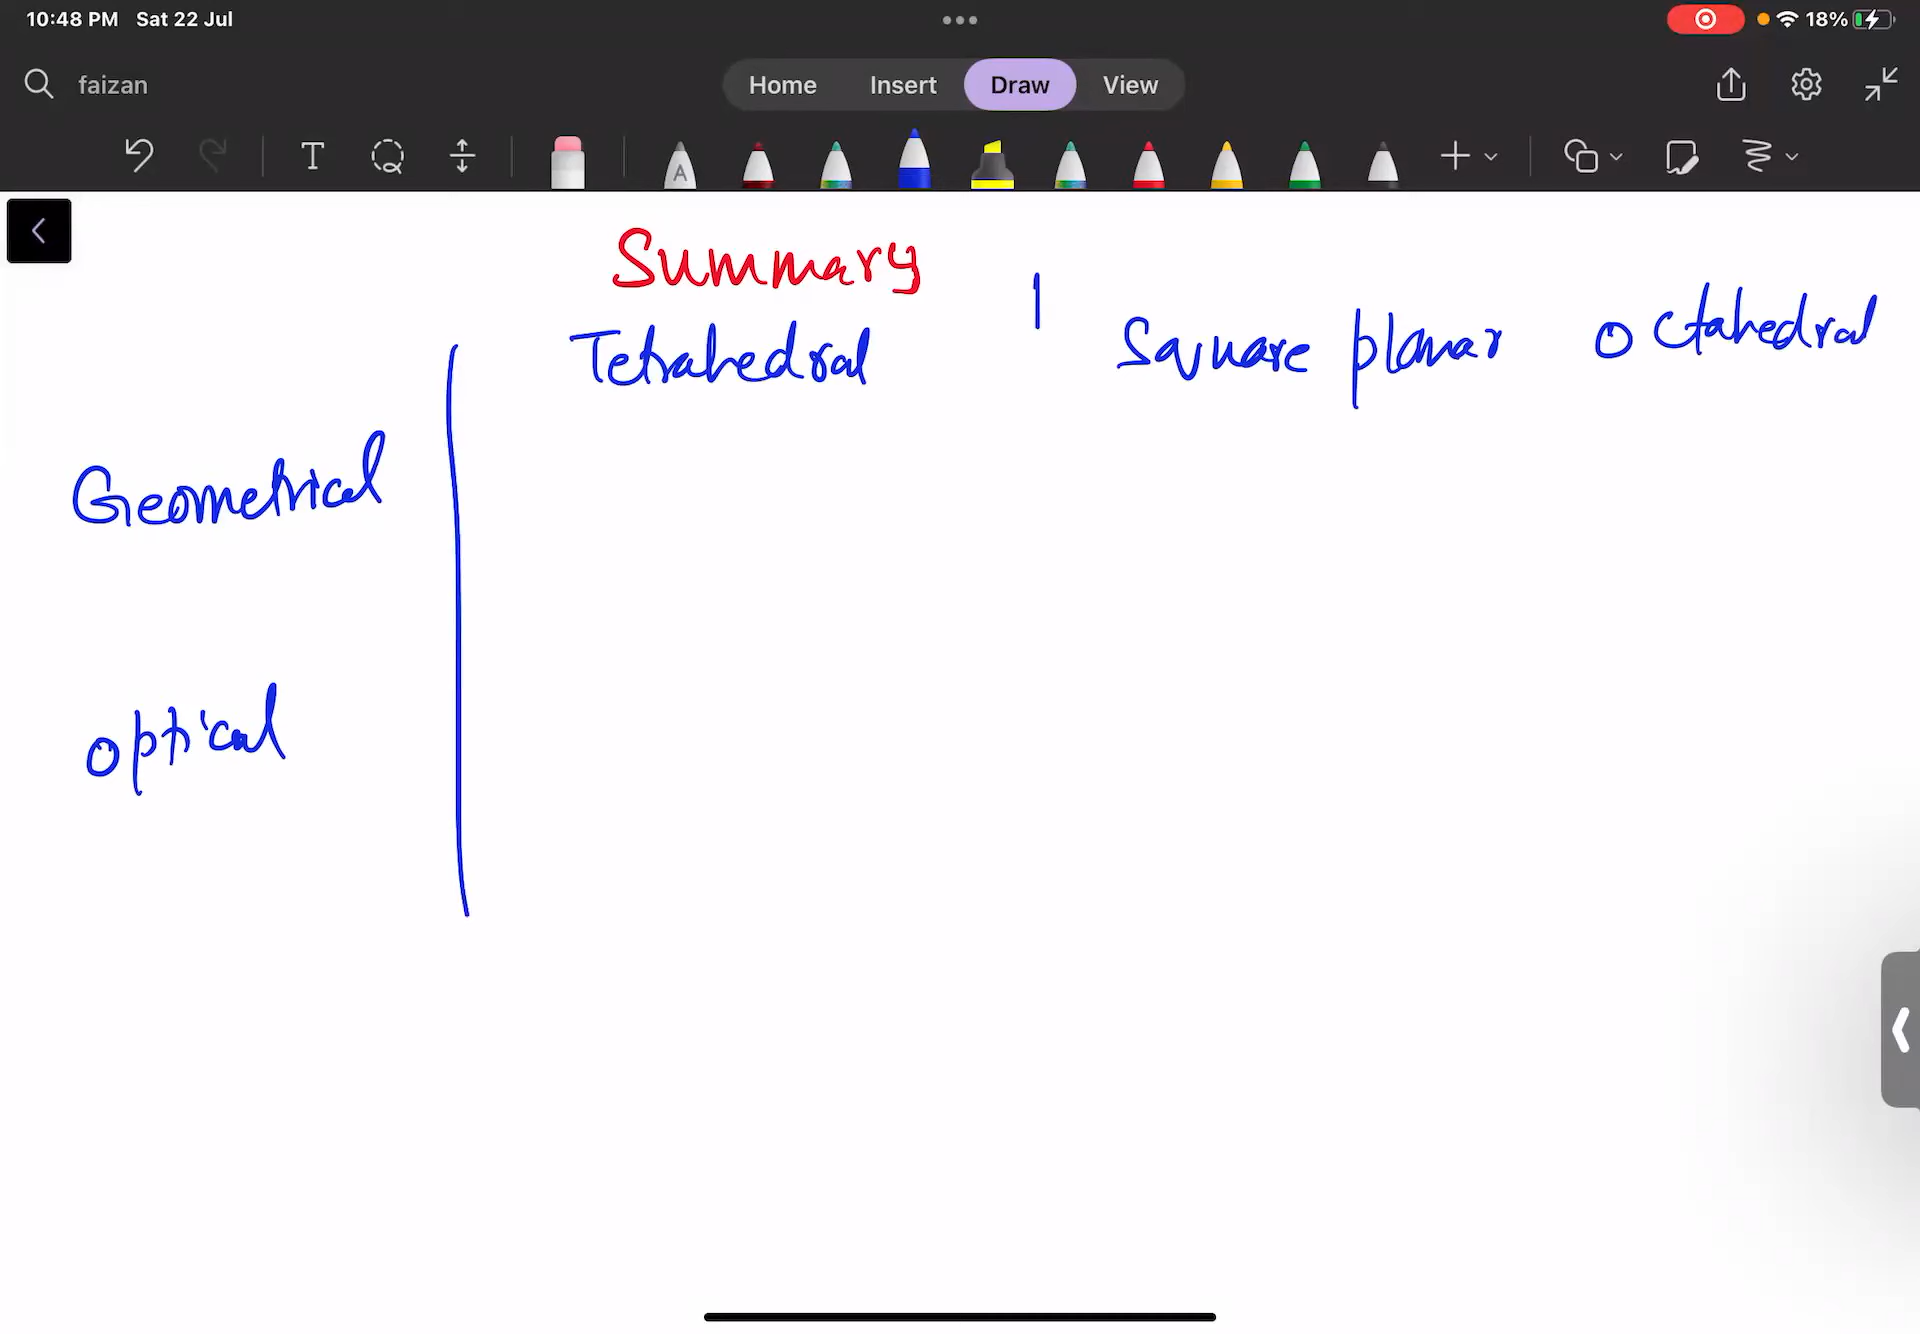 10:48 PM Sat 22 Jul
18%
faizan
Home Insert Draw View
T
A
Summary
Tetrahedral Square planar Octahedral
Geometrical
optical